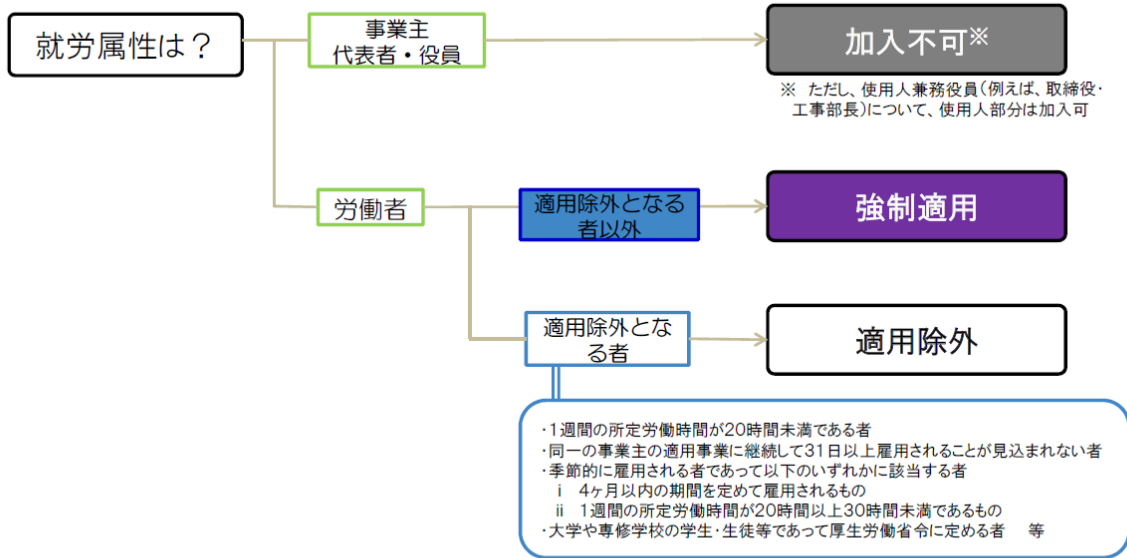 就労属性は？
事業主
代表者・役員
加入不可※
※ ただし、使用人兼務役員（例えば、取締役・
工事部長）について、使用人部分は加入可
労働者
適用除外となる
者以外
強制適用
適用除外とな
る者
適用除外
・1週間の所定労働時間が20時間未満である者
・同一の事業主の適用事業に継続して31日以上雇用されることが見込まれない者
・季節的に雇用される者であって以下のいずれかに該当する者
ⅰ 4ヶ月以内の期間を定めて雇用されるもの
ⅱ 1週間の所定労働時間が20時間以上30時間未満であるもの
・大学や専修学校の学生・生徒等であって厚生労働省令に定める者 等